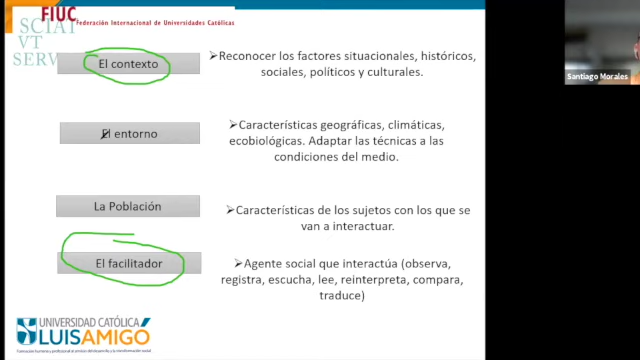 FIUC
Federación Internacional de Universidades Católicas
SCIAT
VT
SERV
El contexto
➢Reconocer los factores situacionales, históricos,
sociales, políticos y culturales.
Santiago Morales
El entorno
➢Características geográficas, climáticas,
ecobiológicas. Adaptar las técnicas a las
condiciones del medio.
La Población
➢Características de los sujetos con los que se
van a interactuar.
El facilitador
➢Agente social que interactúa (observa,
registra, escucha, lee, reinterpreta, compara,
traduce)
UNIVERSIDAD CATÓLICA
LUIS AMIGÓ